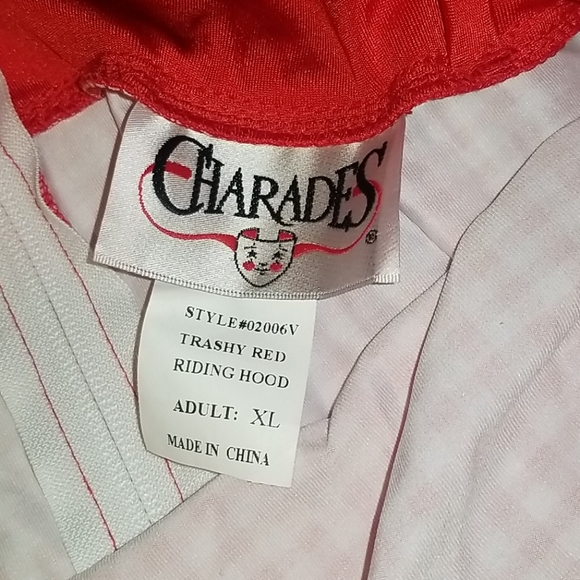 CHARADES
®
STYLE#02006V
TRASHY RED
RIDING HOOD
ADULT: XL
MADE IN CHINA